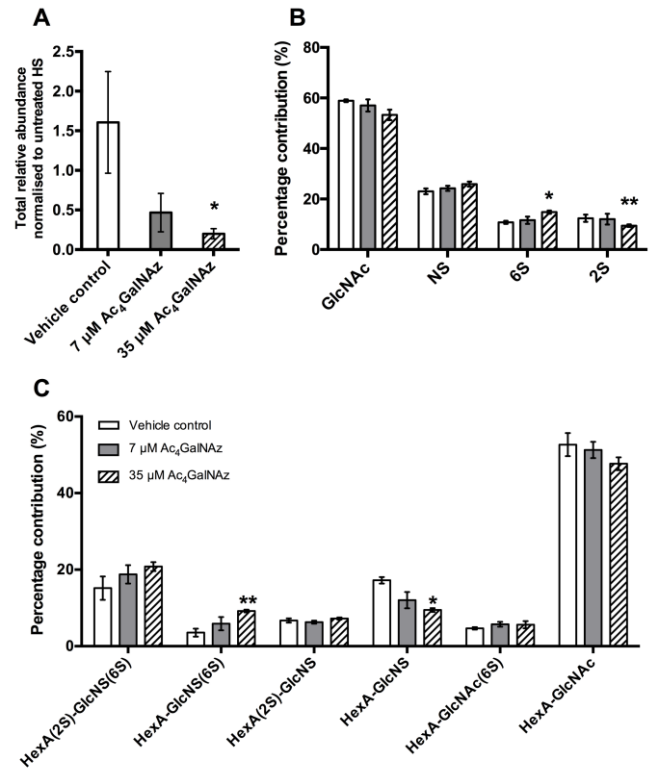 A
Total relative abundance
normalised to untreated HS
2.5
2.0
1.5
1.0
0.5
0.0
*
Vehicle control
7 µM Ac₄GalNAz
35 µM Ac₄GalNAz
B
Percentage contribution (%)
80
60
40
20
0
*
**
GlcNAc
NS
6S
2S
C
Percentage contribution (%)
60
40
20
0
Vehicle control
7 µM Ac₄GalNAz
35 µM Ac₄GalNAz
**
*
HexA(2S)-GlcNS(6S)
HexA-GlcNS(6S)
HexA(2S)-GlcNS
HexA-GlcNS
HexA-GlcNAc(6S)
HexA-GlcNAc